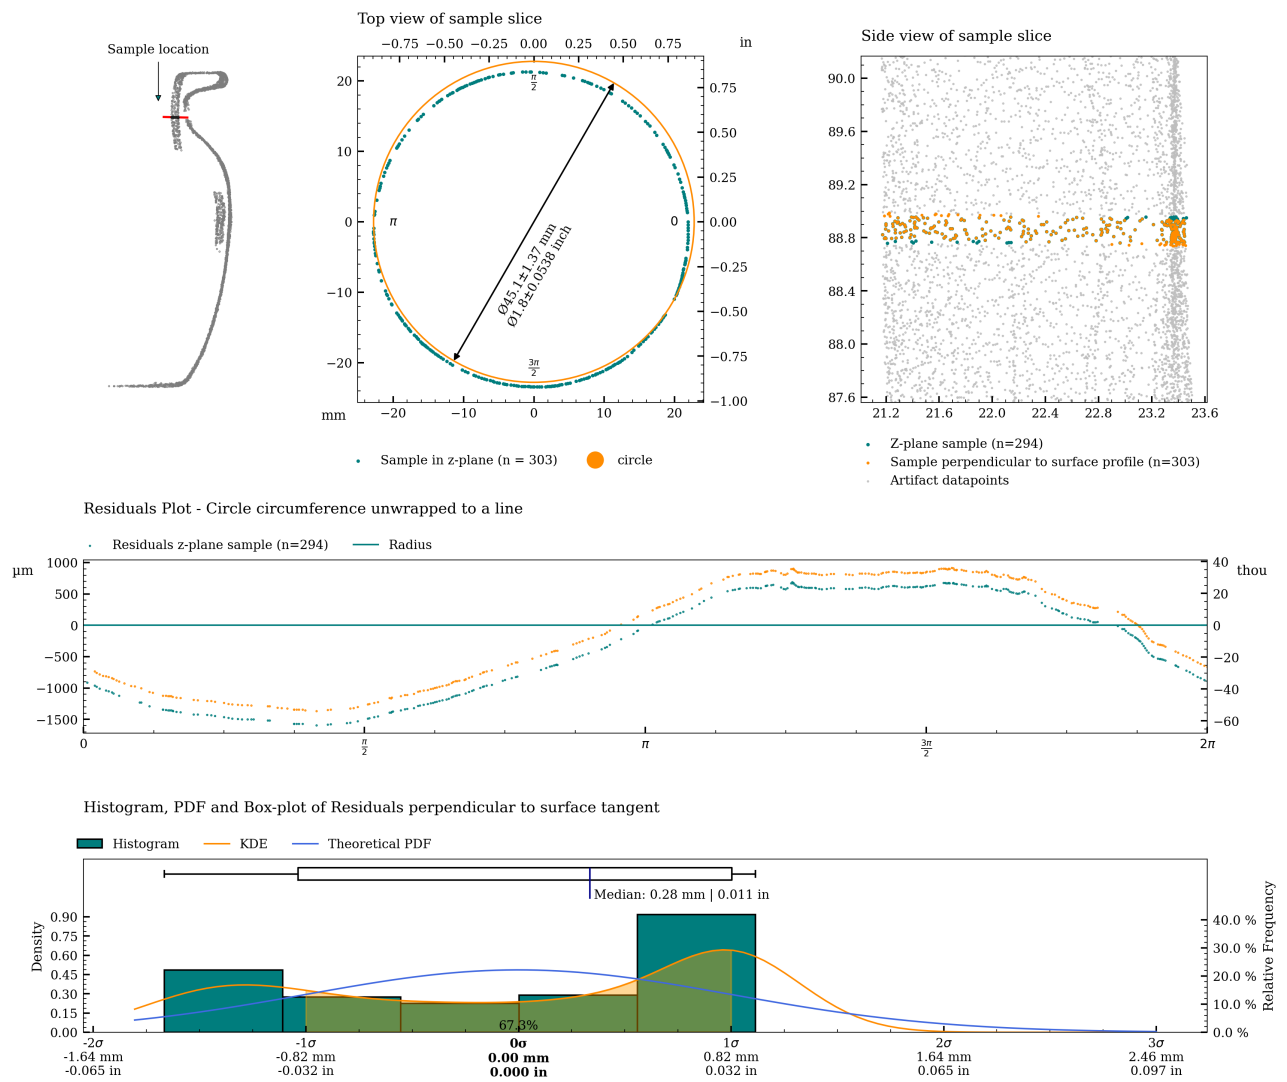 Sample location
Top view of sample slice
−0.75 −0.50 −0.25 0.00 0.25 0.50 0.75 in
20 10 0 −10 −20
0.75 0.50 0.25 0.00 −0.25 −0.50 −0.75 −1.00
π/2
π
0
3π/2
Ø45.1±1.37 mm
Ø1.8±0.0538 inch
mm −20 −10 0 10 20
Sample in z-plane (n = 303) circle
Side view of sample slice
90.0
89.6
89.2
88.8
88.4
88.0
87.6
21.2 21.6 22.0 22.4 22.8 23.2 23.6
Z-plane sample (n=294)
Sample perpendicular to surface profile (n=303)
Artifact datapoints
Residuals Plot - Circle circumference unwrapped to a line
Residuals z-plane sample (n=294) Radius
µm 1000 500 0 −500 −1000 −1500
thou 40 20 0 −20 −40 −60
0 π/2 π 3π/2 2π
Histogram, PDF and Box-plot of Residuals perpendicular to surface tangent
Histogram KDE Theoretical PDF
Median: 0.28 mm | 0.011 in
Density
0.90 0.75 0.60 0.45 0.30 0.15 0.00
Relative Frequency
40.0 % 30.0 % 20.0 % 10.0 % 0.0 %
67.3%
-2σ -1σ 0σ 1σ 2σ 3σ
-1.64 mm -0.82 mm 0.00 mm 0.82 mm 1.64 mm 2.46 mm
-0.065 in -0.032 in 0.000 in 0.032 in 0.065 in 0.097 in